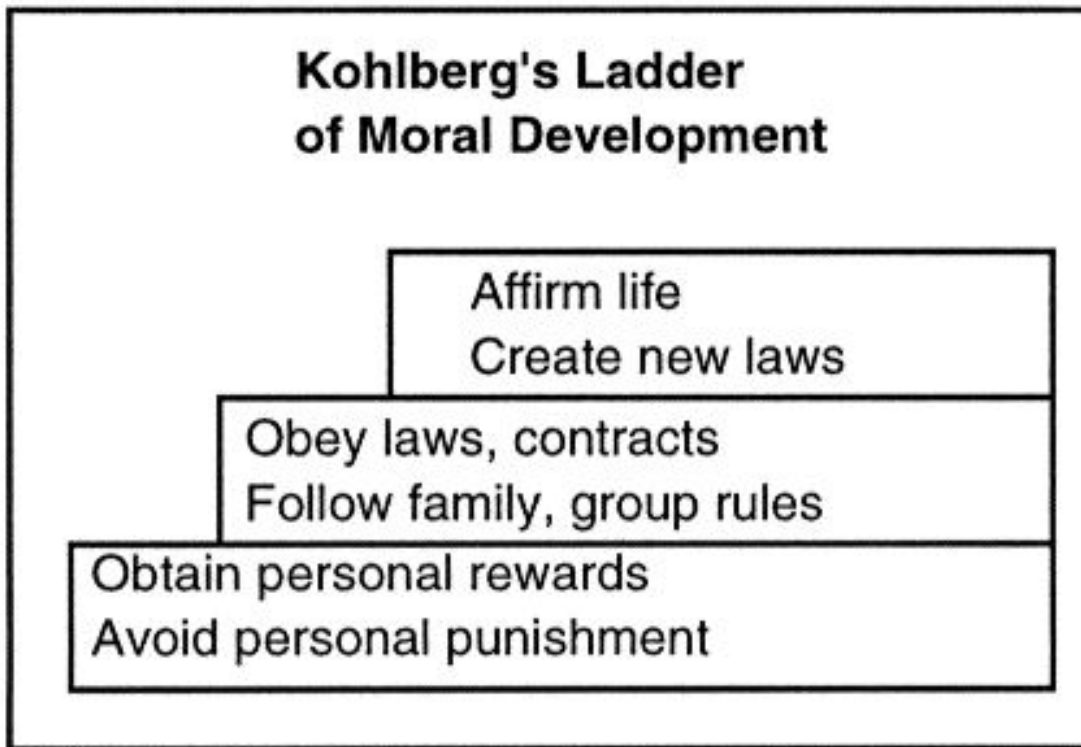 Kohlberg's Ladder
of Moral Development
Affirm life
Create new laws
Obey laws, contracts
Follow family, group rules
Obtain personal rewards
Avoid personal punishment